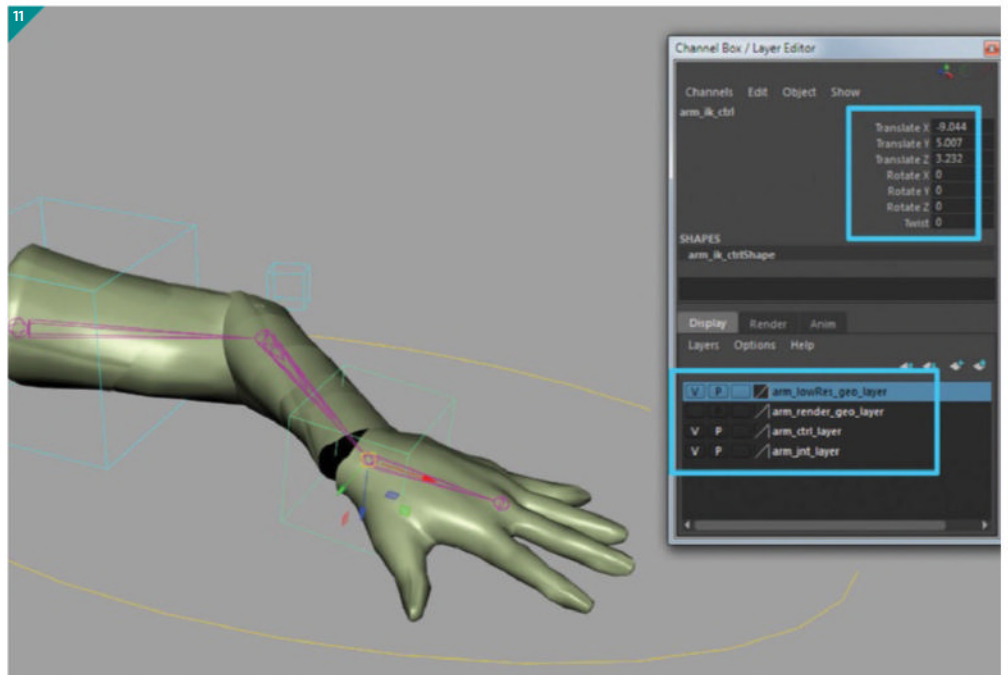 11
Channel Box / Layer Editor
Channels Edit Object Show
arm_ik_ctrl
Translate X -9.044
Translate Y 5.007
Translate Z 3.232
Rotate X 0
Rotate Y 0
Rotate Z 0
Twist 0
SHAPES
arm_ik_ctrlShape
Display Render Anim
Layers Options Help
V P arm_lowRes_geo_layer
arm_render_geo_layer
V P arm_ctrl_layer
V P arm_jnt_layer